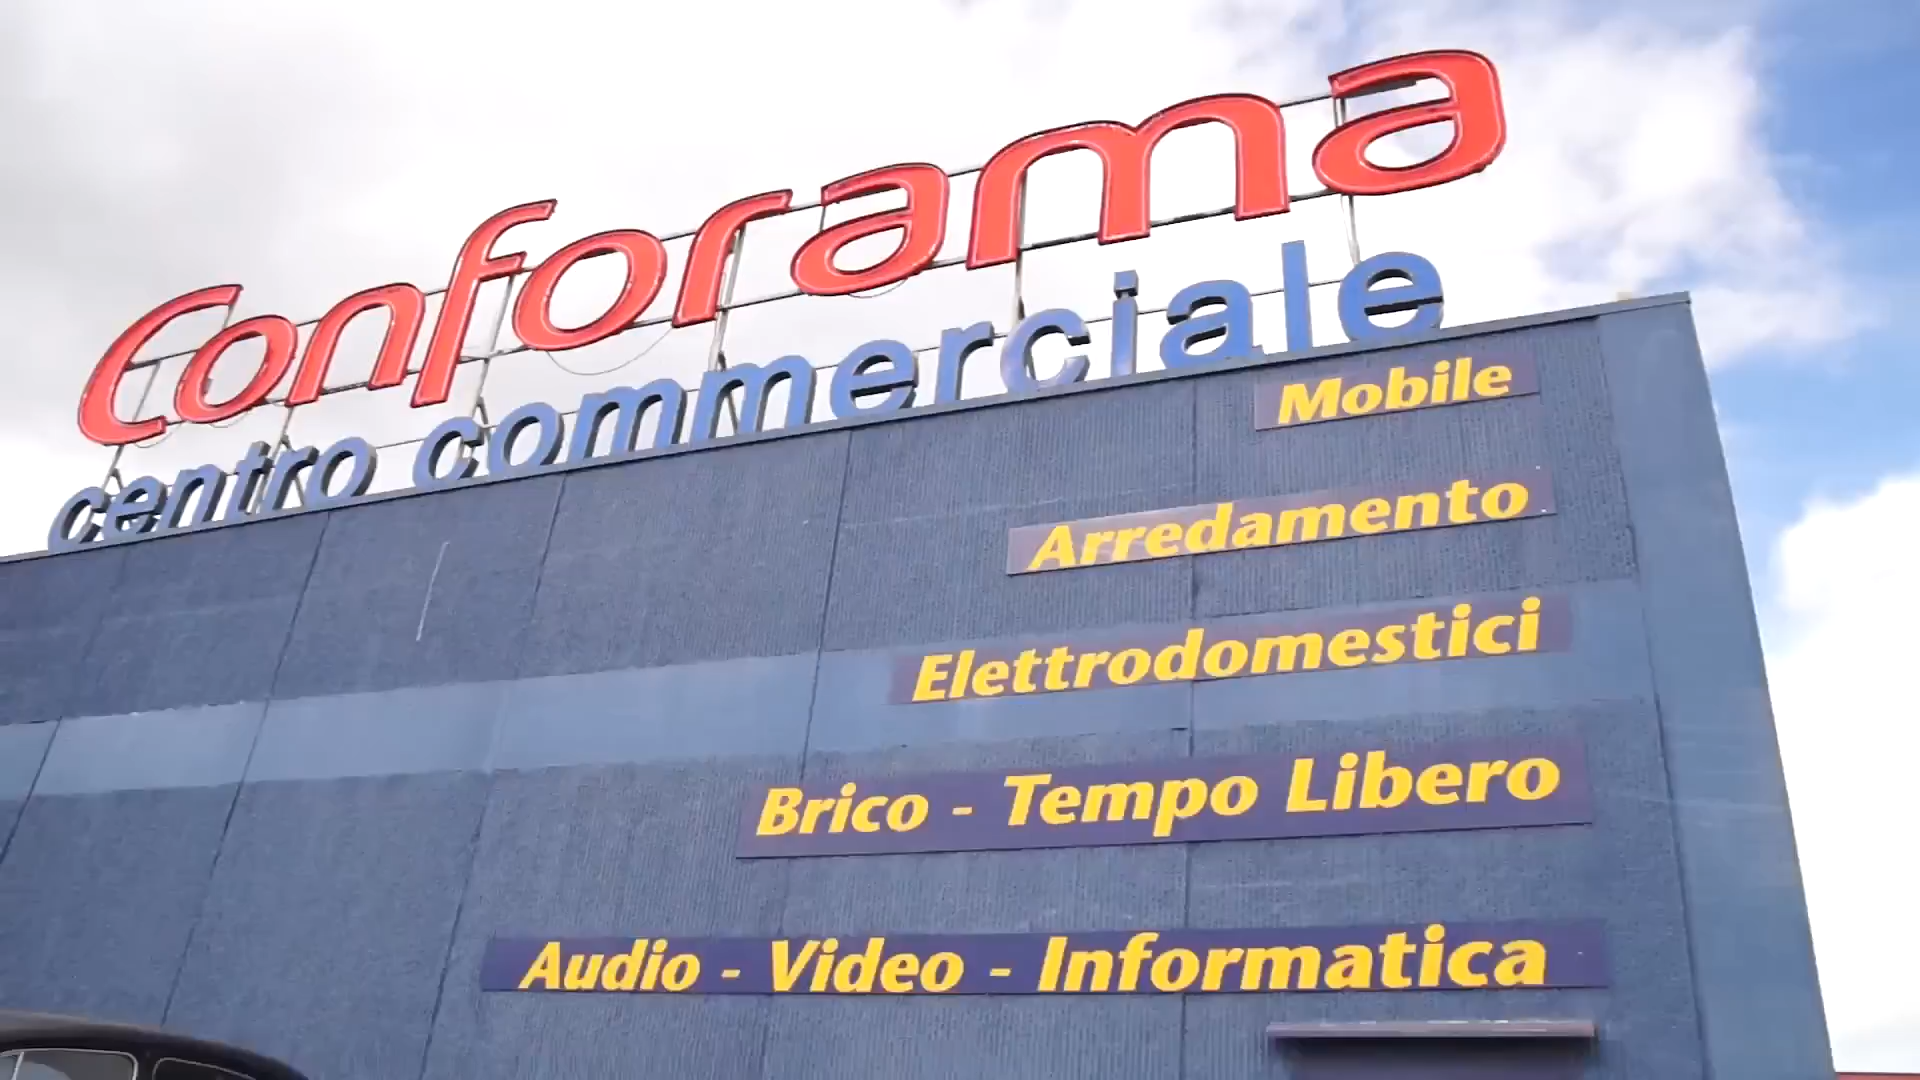 Conforama
centro commerciale
Mobile
Arredamento
Elettrodomestici
Brico - Tempo Libero
Audio - Video - Informatica